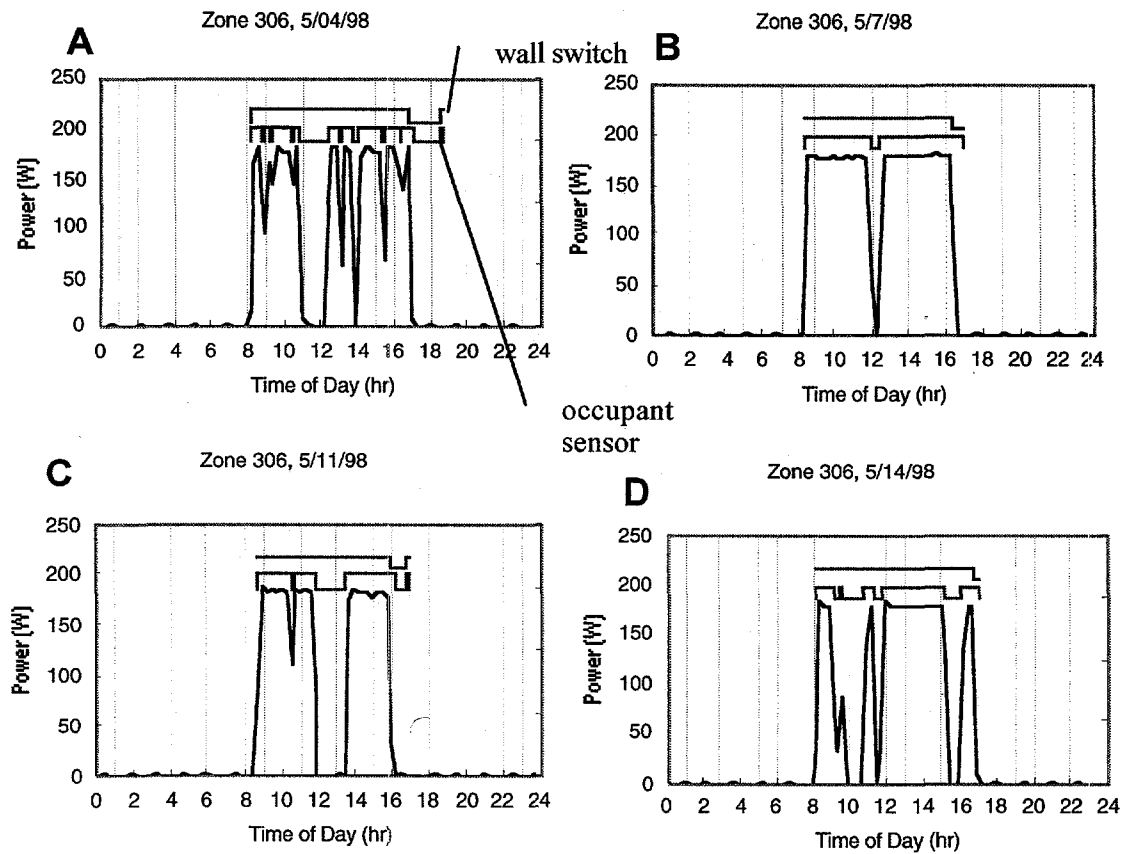 Zone 306, 5/04/98
A
wall switch
250
200
150
100
50
0
Power [W]
0 2 4 6 8 10 12 14 16 18 20 22 24
Time of Day (hr)
occupant
sensor
Zone 306, 5/7/98
B
250
200
150
100
50
0
Power [W]
0 2 4 6 8 10 12 14 16 18 20 22 24
Time of Day (hr)
Zone 306, 5/11/98
C
250
200
150
100
50
0
Power [W]
0 2 4 6 8 10 12 14 16 18 20 22 24
Time of Day (hr)
Zone 306, 5/14/98
D
250
200
150
100
50
0
Power [W]
0 2 4 6 8 10 12 14 16 18 20 22 24
Time of Day (hr)